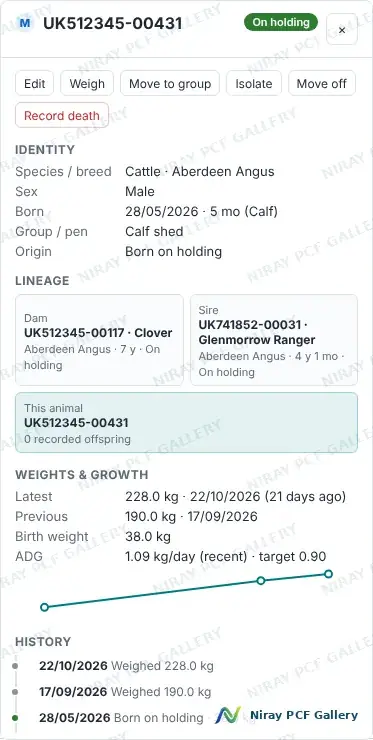 M UK512345-00431 On holding ×
Edit Weigh Move to group Isolate Move off
Record death
IDENTITY
Species / breed Cattle · Aberdeen Angus
Sex Male
Born 28/05/2026 · 5 mo (Calf)
Group / pen Calf shed
Origin Born on holding
LINEAGE
Dam
UK512345-00117 · Clover
Aberdeen Angus · 7 y · On
holding
Sire
UK741852-00031 ·
Glenmorrow Ranger
Aberdeen Angus · 4 y 1 mo ·
On holding
This animal
UK512345-00431
0 recorded offspring
WEIGHTS & GROWTH
Latest 228.0 kg · 22/10/2026 (21 days ago)
Previous 190.0 kg · 17/09/2026
Birth weight 38.0 kg
ADG 1.09 kg/day (recent) · target 0.90
HISTORY
22/10/2026 Weighed 228.0 kg
17/09/2026 Weighed 190.0 kg
28/05/2026 Born on holding
Niray PCF Gallery
NIRAY PCF GALLERY